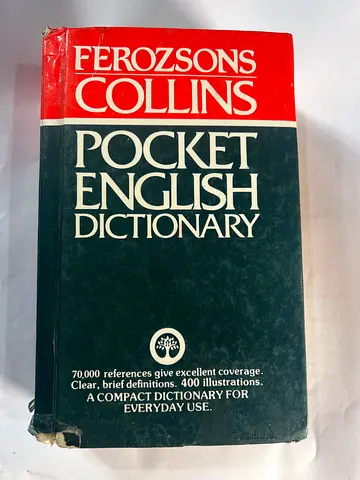 FEROZSONS
COLLINS
POCKET
ENGLISH
DICTIONARY
70,000 references give excellent coverage.
Clear, brief definitions. 400 illustrations.
A COMPACT DICTIONARY FOR
EVERYDAY USE.